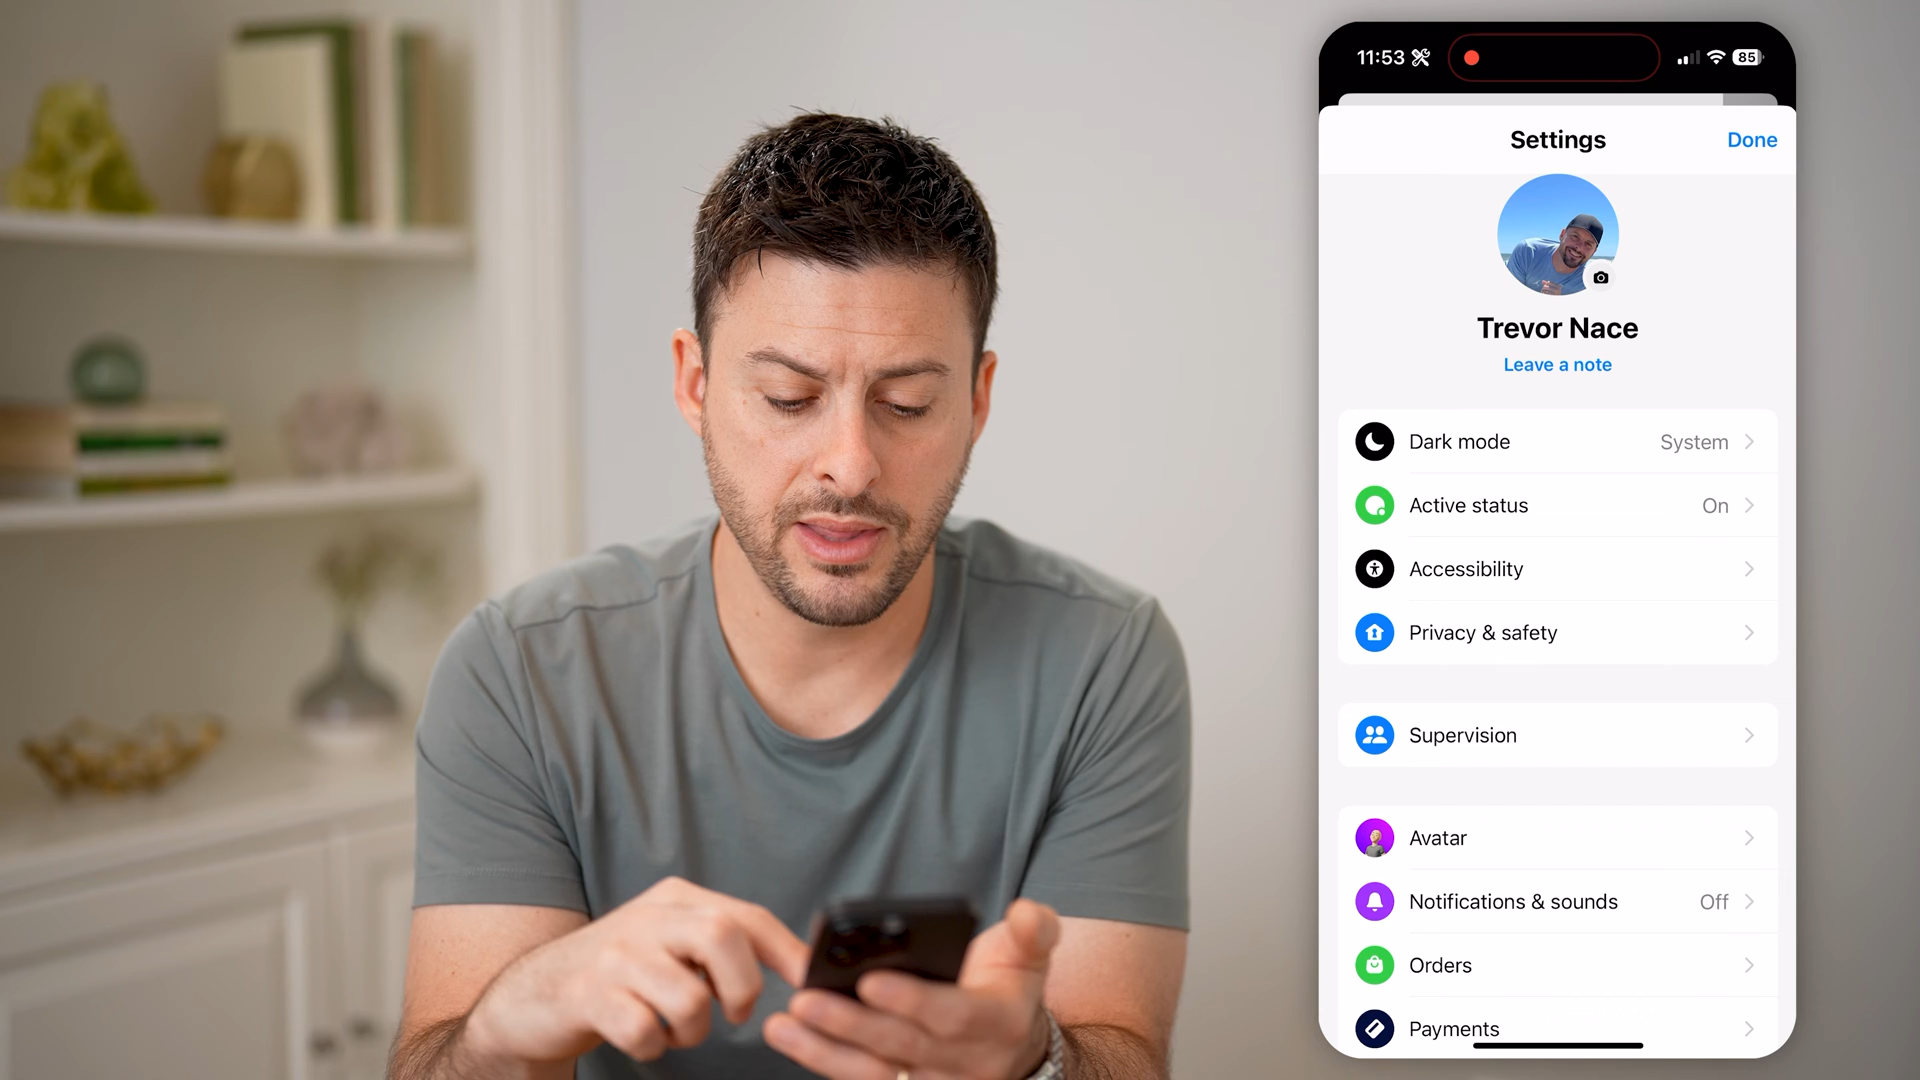 11:53
85
Settings
Done
Trevor Nace
Leave a note
Dark mode
System
Active status
On
Accessibility
Privacy & safety
Supervision
Avatar
Notifications & sounds
Off
Orders
Payments